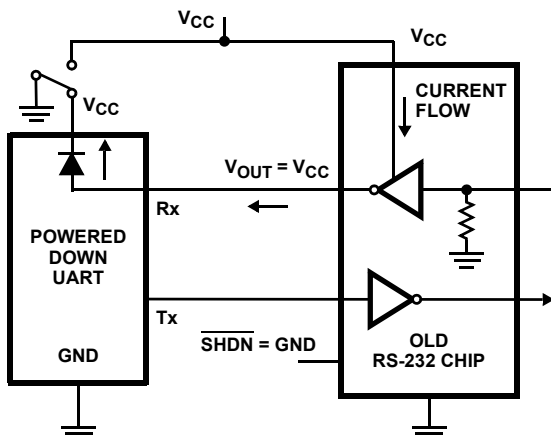 VCC
VCC
VCC
CURRENT
FLOW
VOUT = VCC
Rx
POWERED
DOWN
UART
Tx
GND
SHDN = GND
OLD
RS-232 CHIP